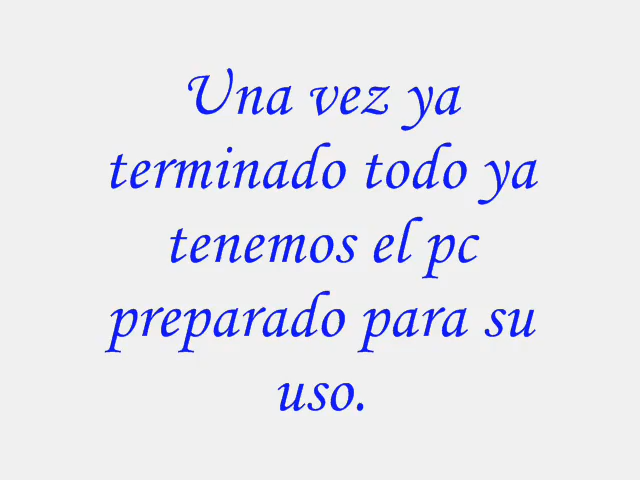 Una vez ya
terminado todo ya
tenemos el pc
preparado para su
uso.